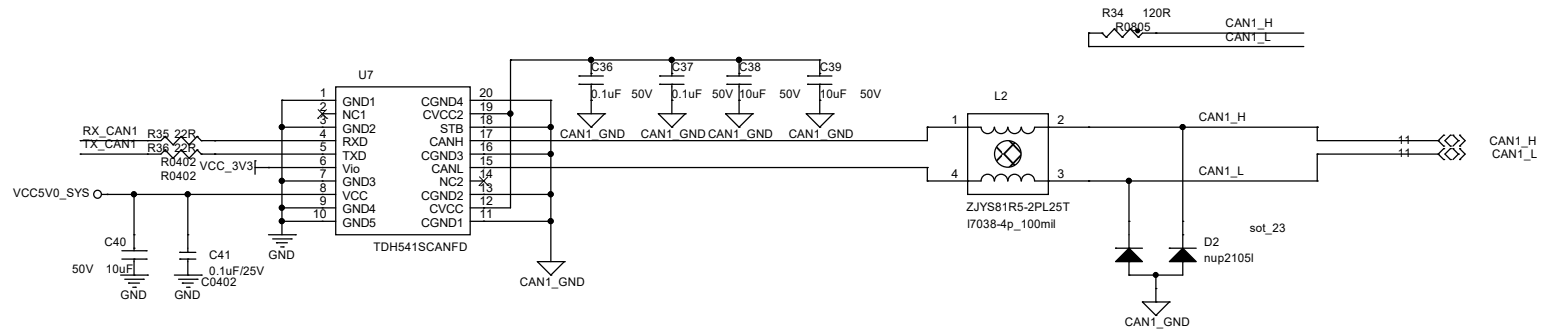 R34 120R
R0805
CAN1_H
CAN1_L
U7
C36
C37
C38
C39
0.1uF 50V
0.1uF 50V
10uF 50V
10uF 50V
CAN1_GND
CAN1_GND
CAN1_GND
CAN1_GND
1 GND1
2 NC1
3 GND2
4 RXD
5 TXD
6 Vio
7 GND3
8 VCC
9 GND4
10 GND5
CGND4 20
CVCC2 19
STB 18
CANH 17
CGND3 16
CANL 15
NC2 14
CGND2 13
CVCC 12
CGND1 11
TDH541SCANFD
RX_CAN1
R35 22R
TX_CAN1
R36 22R
R0402
R0402
VCC_3V3
VCC5V0_SYS
C40
50V 10uF
GND
C41
0.1uF/25V
C0402
GND
GND
CAN1_GND
L2
1
2
4
3
ZJYS81R5-2PL25T
l7038-4p_100mil
CAN1_H
CAN1_L
11
CAN1_H
11
CAN1_L
sot_23
D2
nup2105l
CAN1_GND